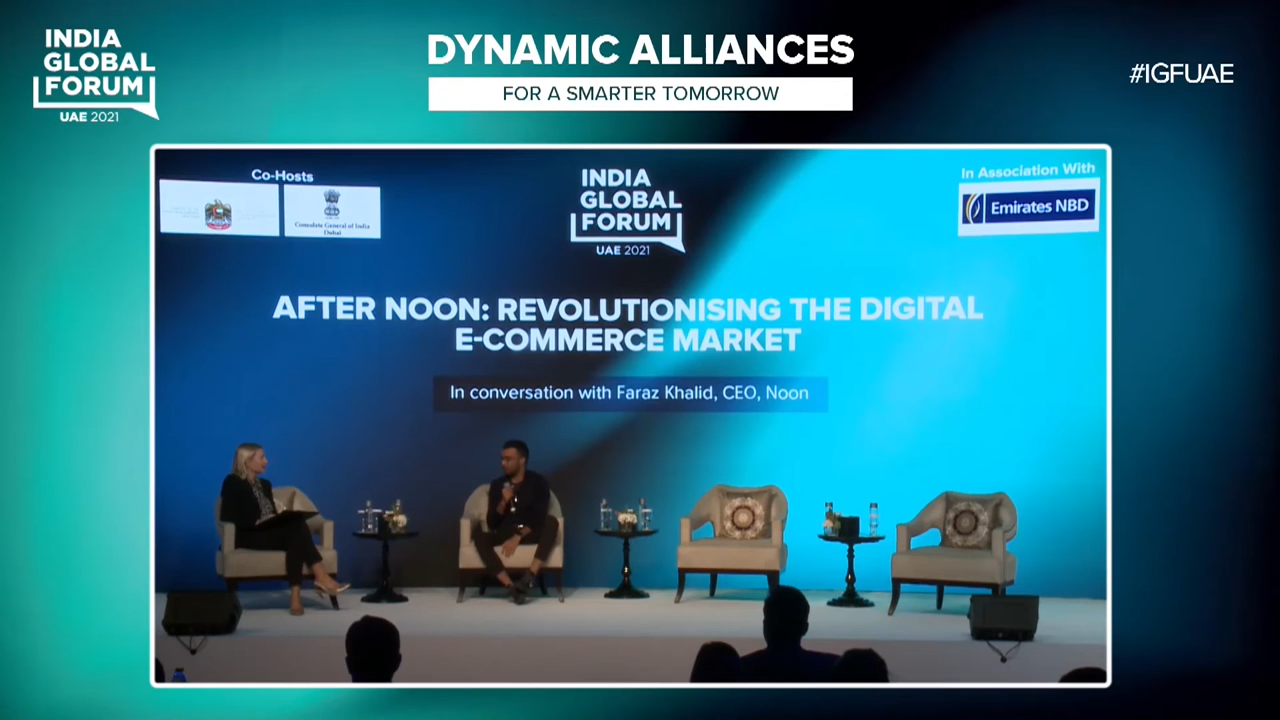 INDIA
GLOBAL
FORUM
UAE 2021
DYNAMIC ALLIANCES
FOR A SMARTER TOMORROW
#IGFUAE
Co-Hosts
Consulate General of India
Dubai
INDIA
GLOBAL
FORUM
UAE 2021
In Association With
Emirates NBD
AFTER NOON: REVOLUTIONISING THE DIGITAL
E-COMMERCE MARKET
In conversation with Faraz Khalid, CEO, Noon